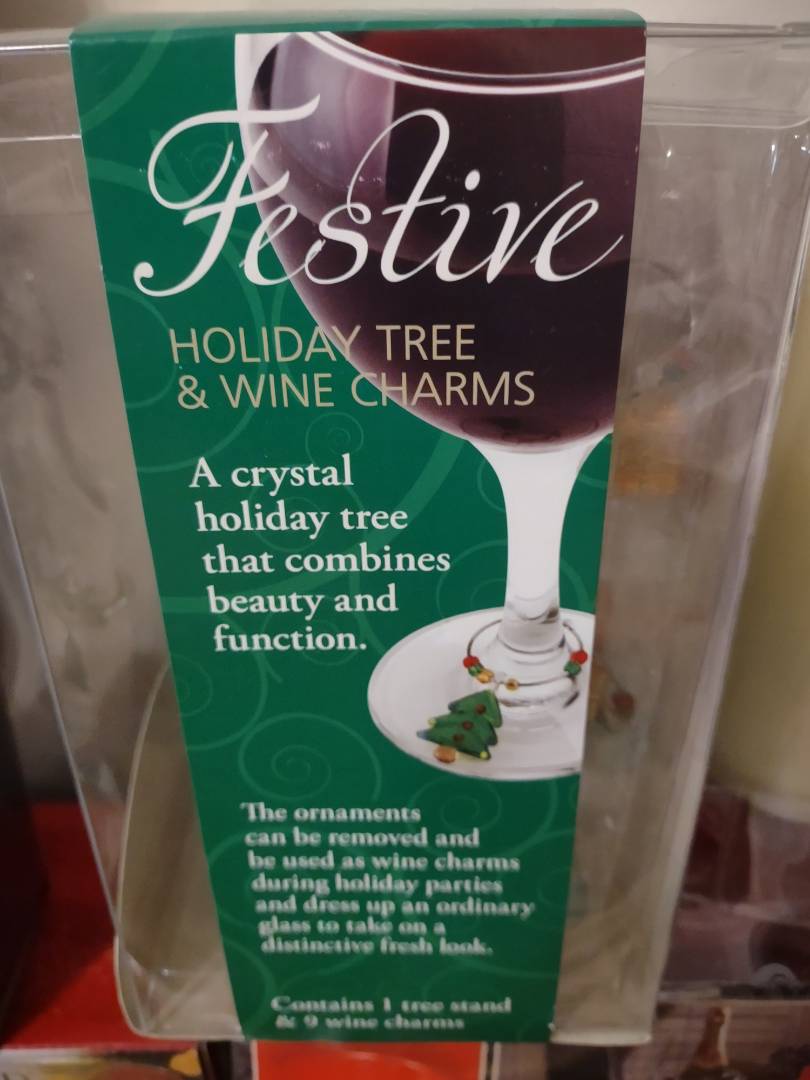 Festive
HOLIDAY TREE
& WINE CHARMS
A crystal
holiday tree
that combines
beauty and
function.
The ornaments
can be removed and
be used as wine charms
during holiday parties
and dress up an ordinary
glass to take on a
distinctive fresh look.
Contains 1 tree stand
& 9 wine charms